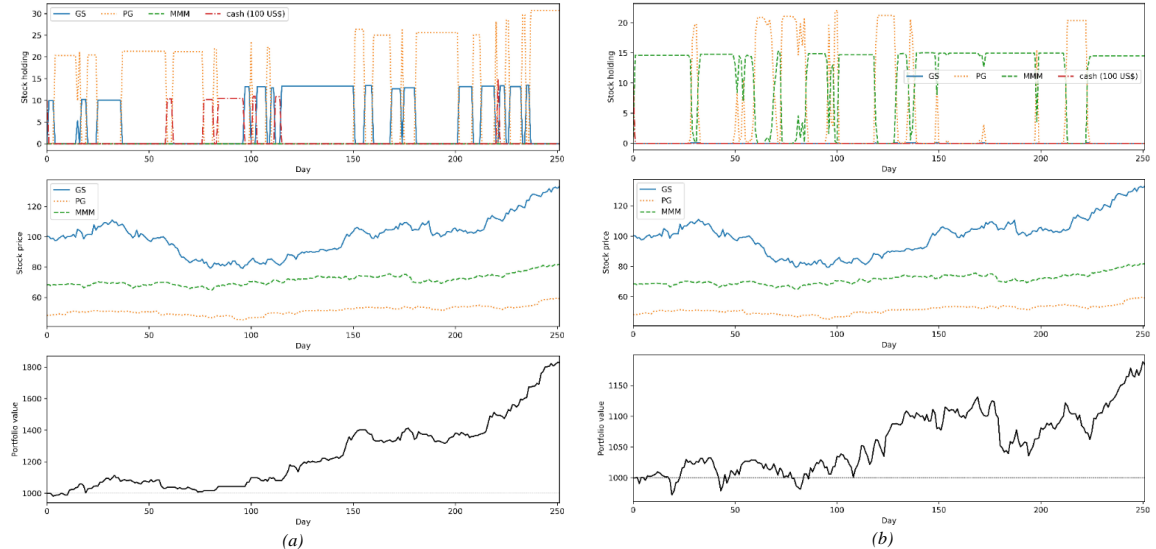 GS PG MMM cash (100 US$)
Stock holding
30
25
20
15
10
5
0
0 50 100 150 200 250
Day
GS
PG
MMM
Stock price
120
100
80
60
0 50 100 150 200 250
Day
Portfolio value
1800
1600
1400
1200
1000
0 50 100 150 200 250
Day
(a)
Stock holding
20
15
10
5
0
GS PG MMM cash (100 US$)
0 50 100 150 200 250
Day
GS
PG
MMM
Stock price
120
100
80
60
0 50 100 150 200 250
Day
Portfolio value
1150
1100
1050
1000
0 50 100 150 200 250
Day
(b)